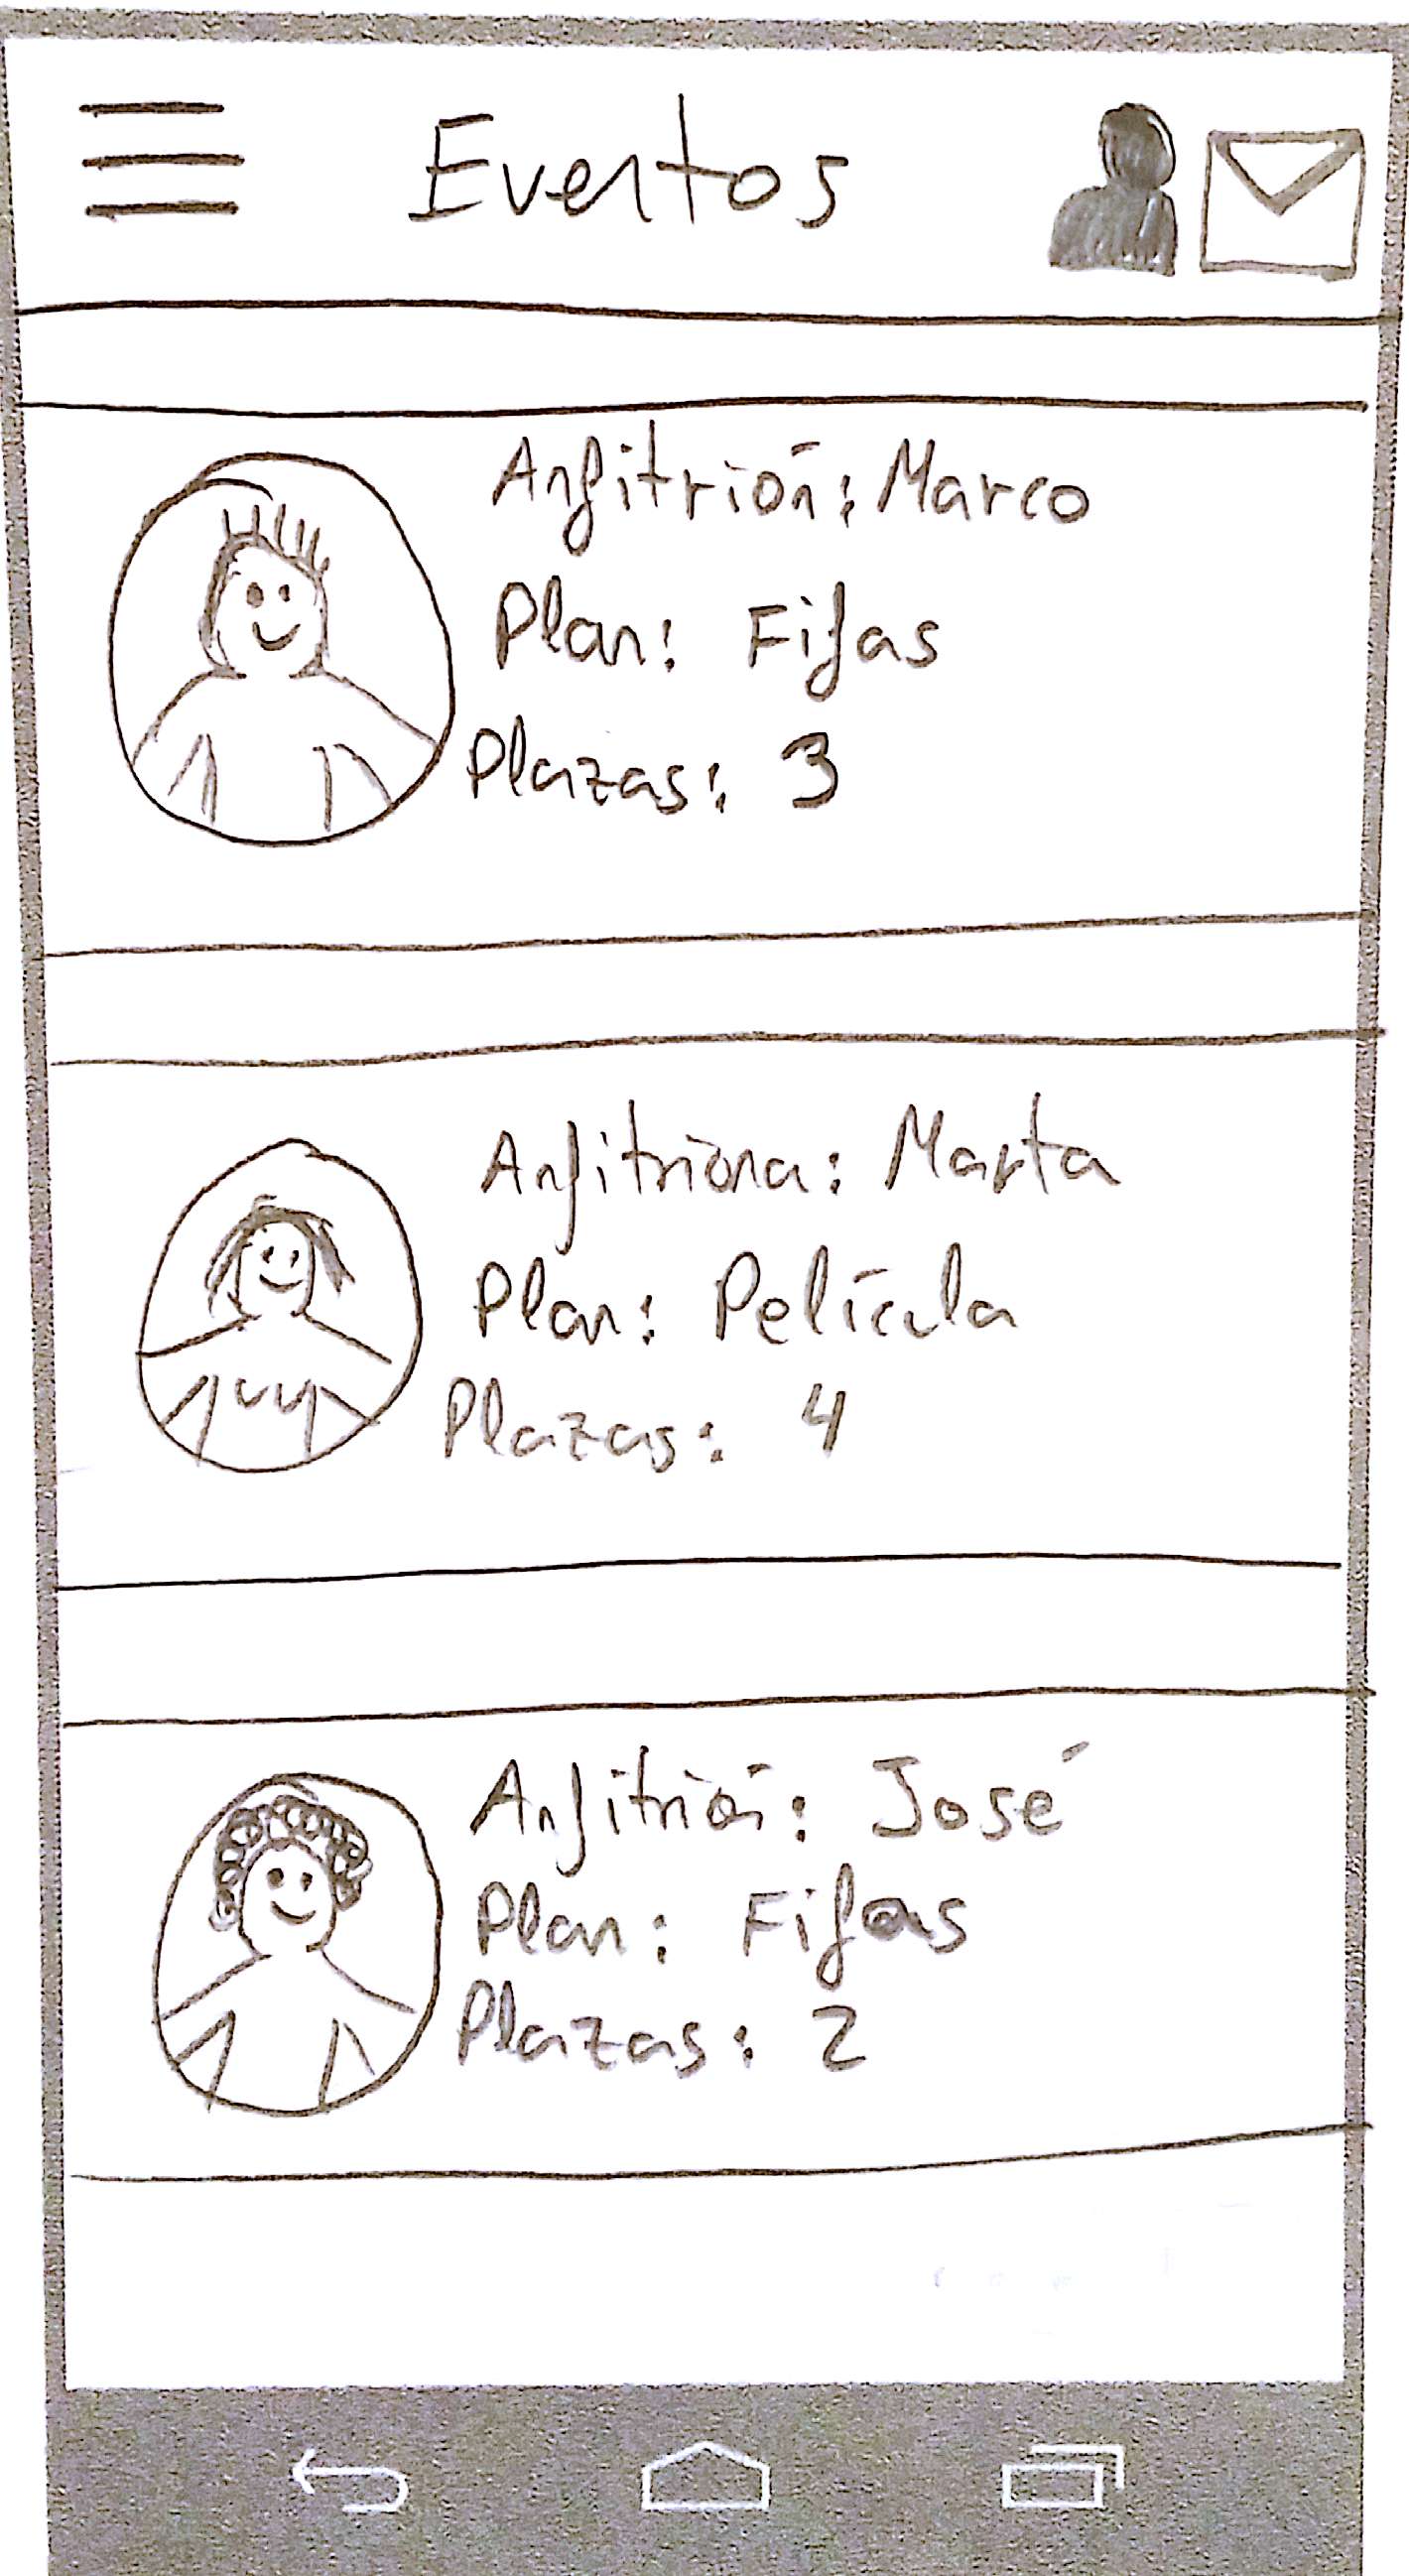 Eventos
Anfitrión: Marco
Plan: Fifas
Plazas: 3
Anfitriona: Marta
Plan: Película
Plazas: 4
Anfitrión: José
Plan: Fifas
Plazas: 2